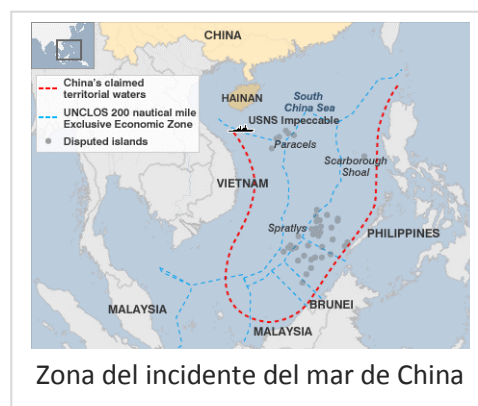 CHINA
China's claimed
territorial waters
UNCLOS 200 nautical mile
Exclusive Economic Zone
Disputed islands
HAINAN
South
China Sea
USNS Impeccable
Paracels
Scarborough
Shoal
VIETNAM
Spratlys
PHILIPPINES
BRUNEI
MALAYSIA
MALAYSIA
Zona del incidente del mar de China